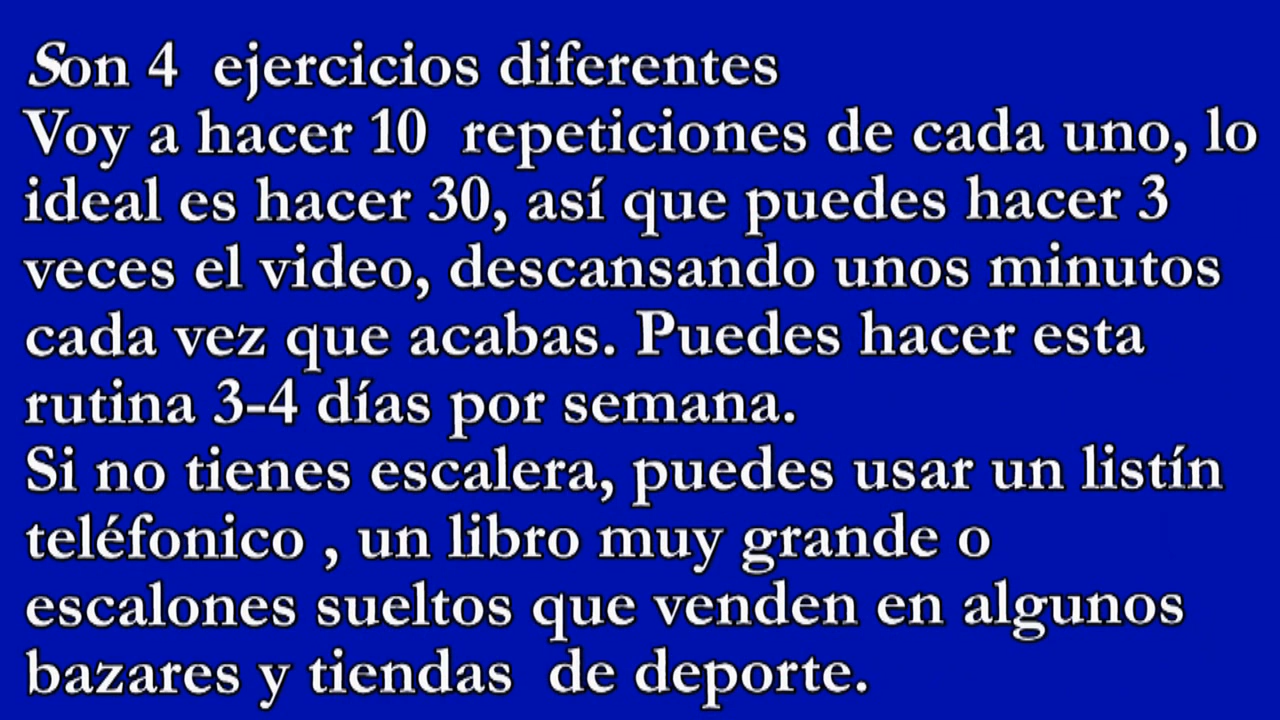 Son 4 ejercicios diferentes
Voy a hacer 10 repeticiones de cada uno, lo
ideal es hacer 30, así que puedes hacer 3
veces el video, descansando unos minutos
cada vez que acabas. Puedes hacer esta
rutina 3-4 días por semana.
Si no tienes escalera, puedes usar un listín
teléfonico , un libro muy grande o
escalones sueltos que venden en algunos
bazares y tiendas de deporte.